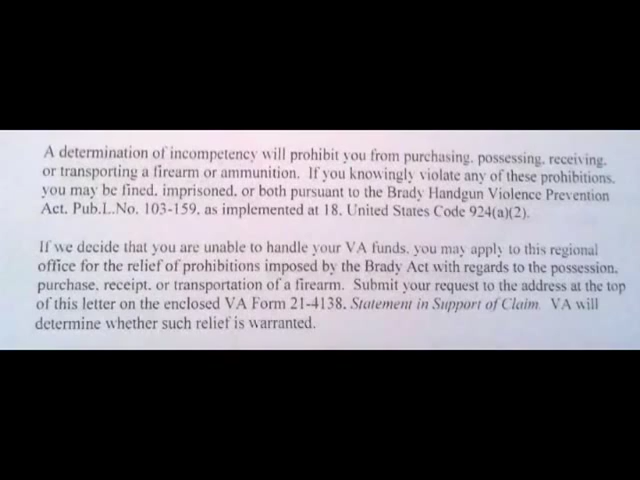 A determination of incompetency will prohibit you from purchasing, possessing, receiving,
or transporting a firearm or ammunition. If you knowingly violate any of these prohibitions,
you may be fined, imprisoned, or both pursuant to the Brady Handgun Violence Prevention
Act, Pub.L.No. 103-159, as implemented at 18, United States Code 924(a)(2).
If we decide that you are unable to handle your VA funds, you may apply to this regional
office for the relief of prohibitions imposed by the Brady Act with regards to the possession,
purchase, receipt, or transportation of a firearm. Submit your request to the address at the top
of this letter on the enclosed VA Form 21-4138, Statement in Support of Claim. VA will
determine whether such relief is warranted.